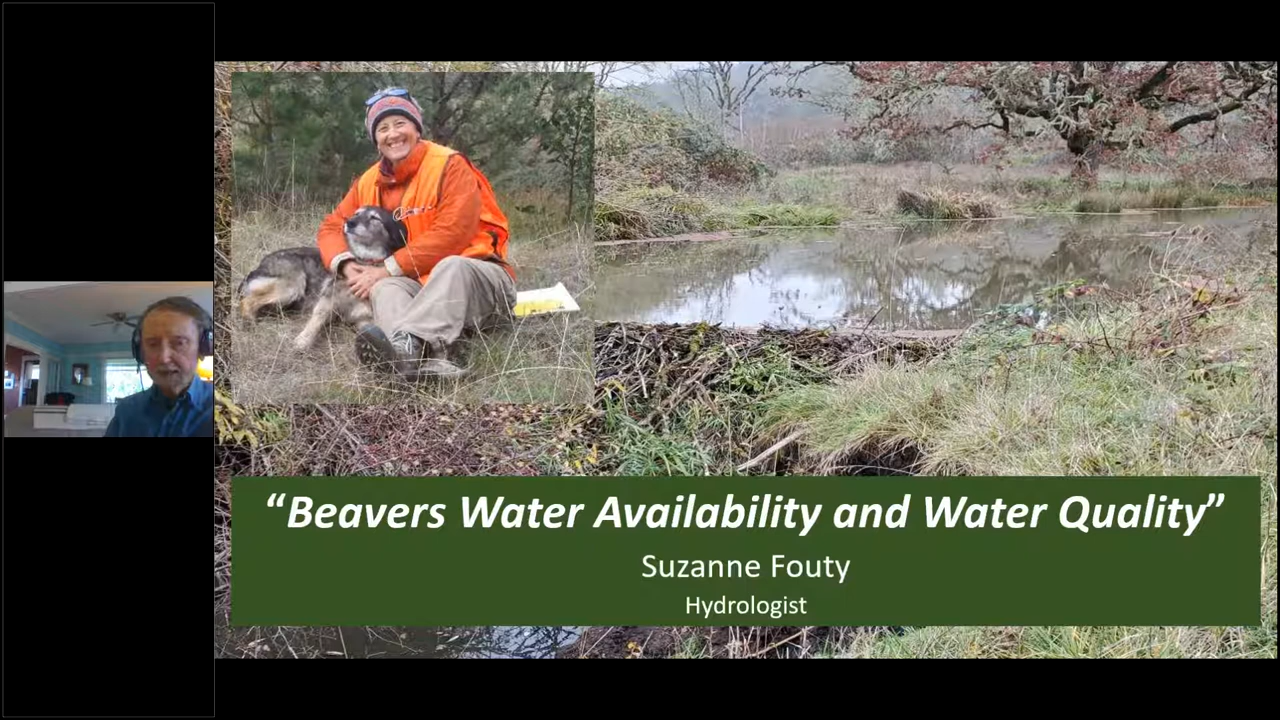 “Beavers Water Availability and Water Quality”
Suzanne Fouty
Hydrologist